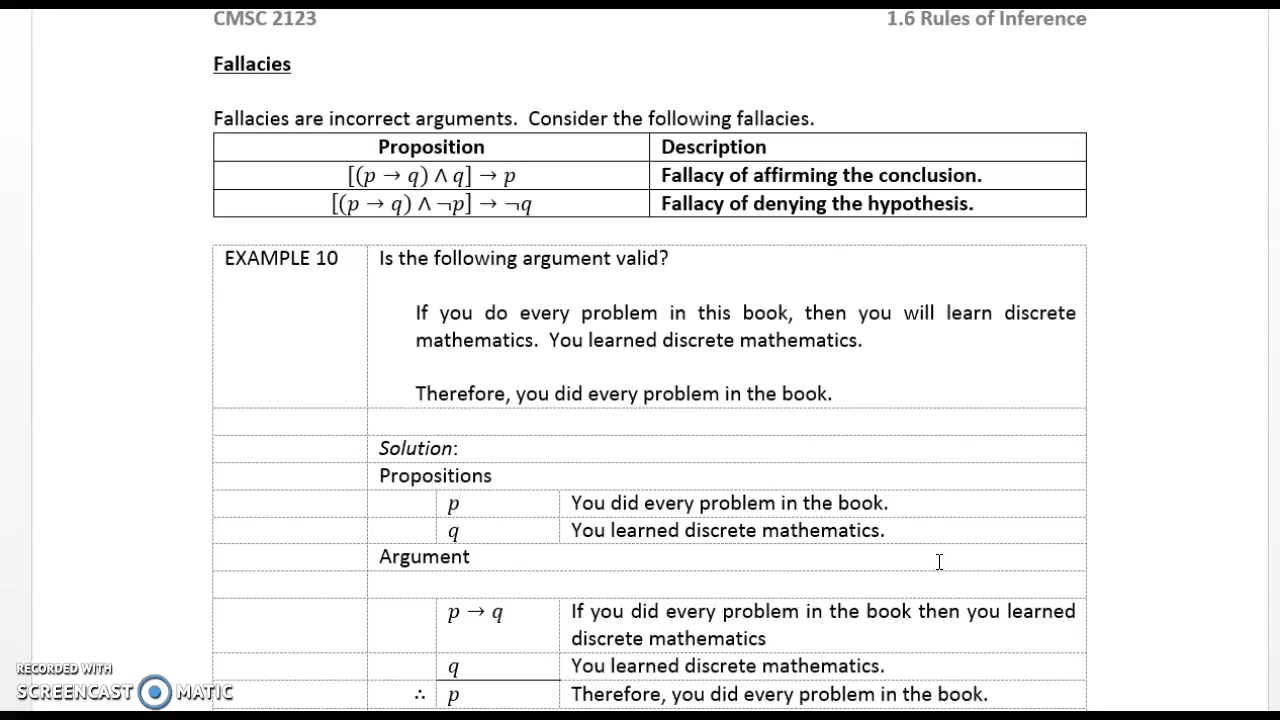 CMSC 2123 1.6 Rules of Inference
Fallacies
Fallacies are incorrect arguments.  Consider the following fallacies.
Proposition Description
[(p → q) ∧ q] → p Fallacy of affirming the conclusion.
[(p → q) ∧ ¬p] → ¬q Fallacy of denying the hypothesis.
EXAMPLE 10 Is the following argument valid?
If you do every problem in this book, then you will learn discrete
mathematics.  You learned discrete mathematics.
Therefore, you did every problem in the book.
Solution:
Propositions
p You did every problem in the book.
q You learned discrete mathematics.
Argument
p → q If you did every problem in the book then you learned
discrete mathematics
q You learned discrete mathematics.
∴ p Therefore, you did every problem in the book.
RECORDED WITH
SCREENCAST MATIC